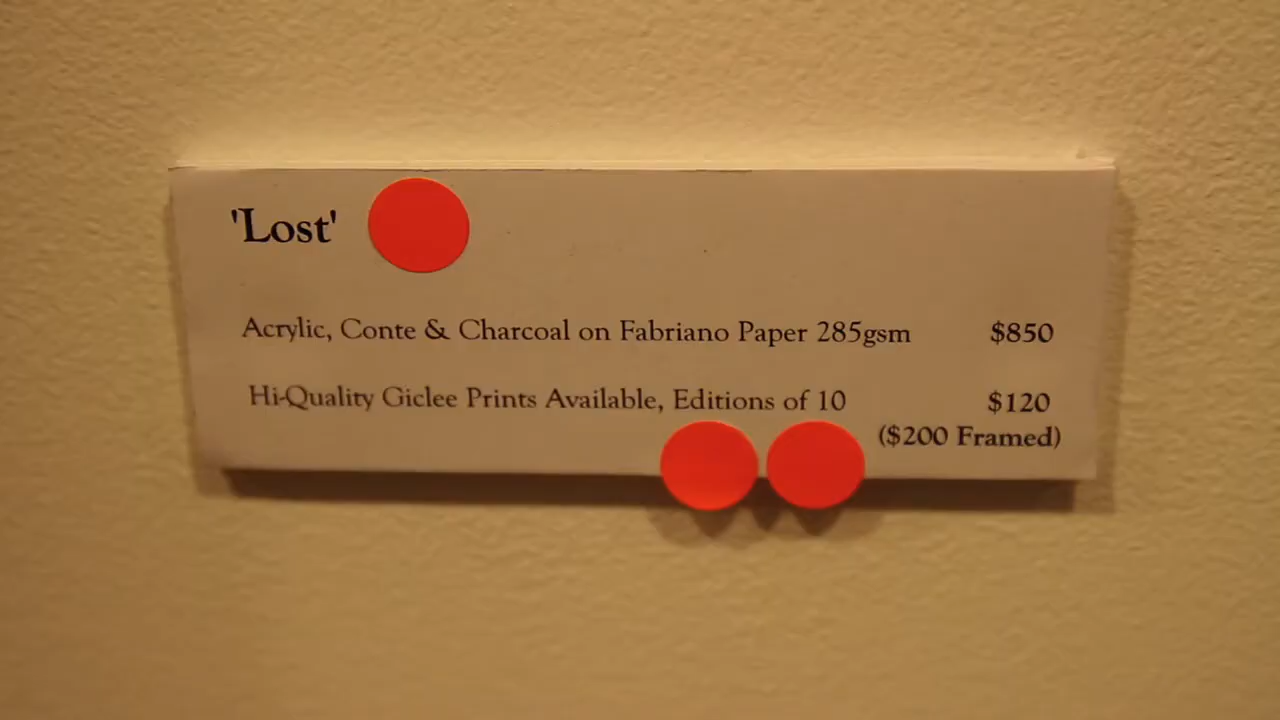 'Lost'
Acrylic, Conte & Charcoal on Fabriano Paper 285gsm $850
Hi-Quality Giclee Prints Available, Editions of 10 $120
($200 Framed)